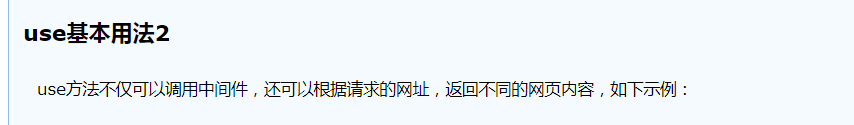 use基本用法2
use方法不仅可以调用中间件，还可以根据请求的网址，返回不同的网页内容，如下示例：